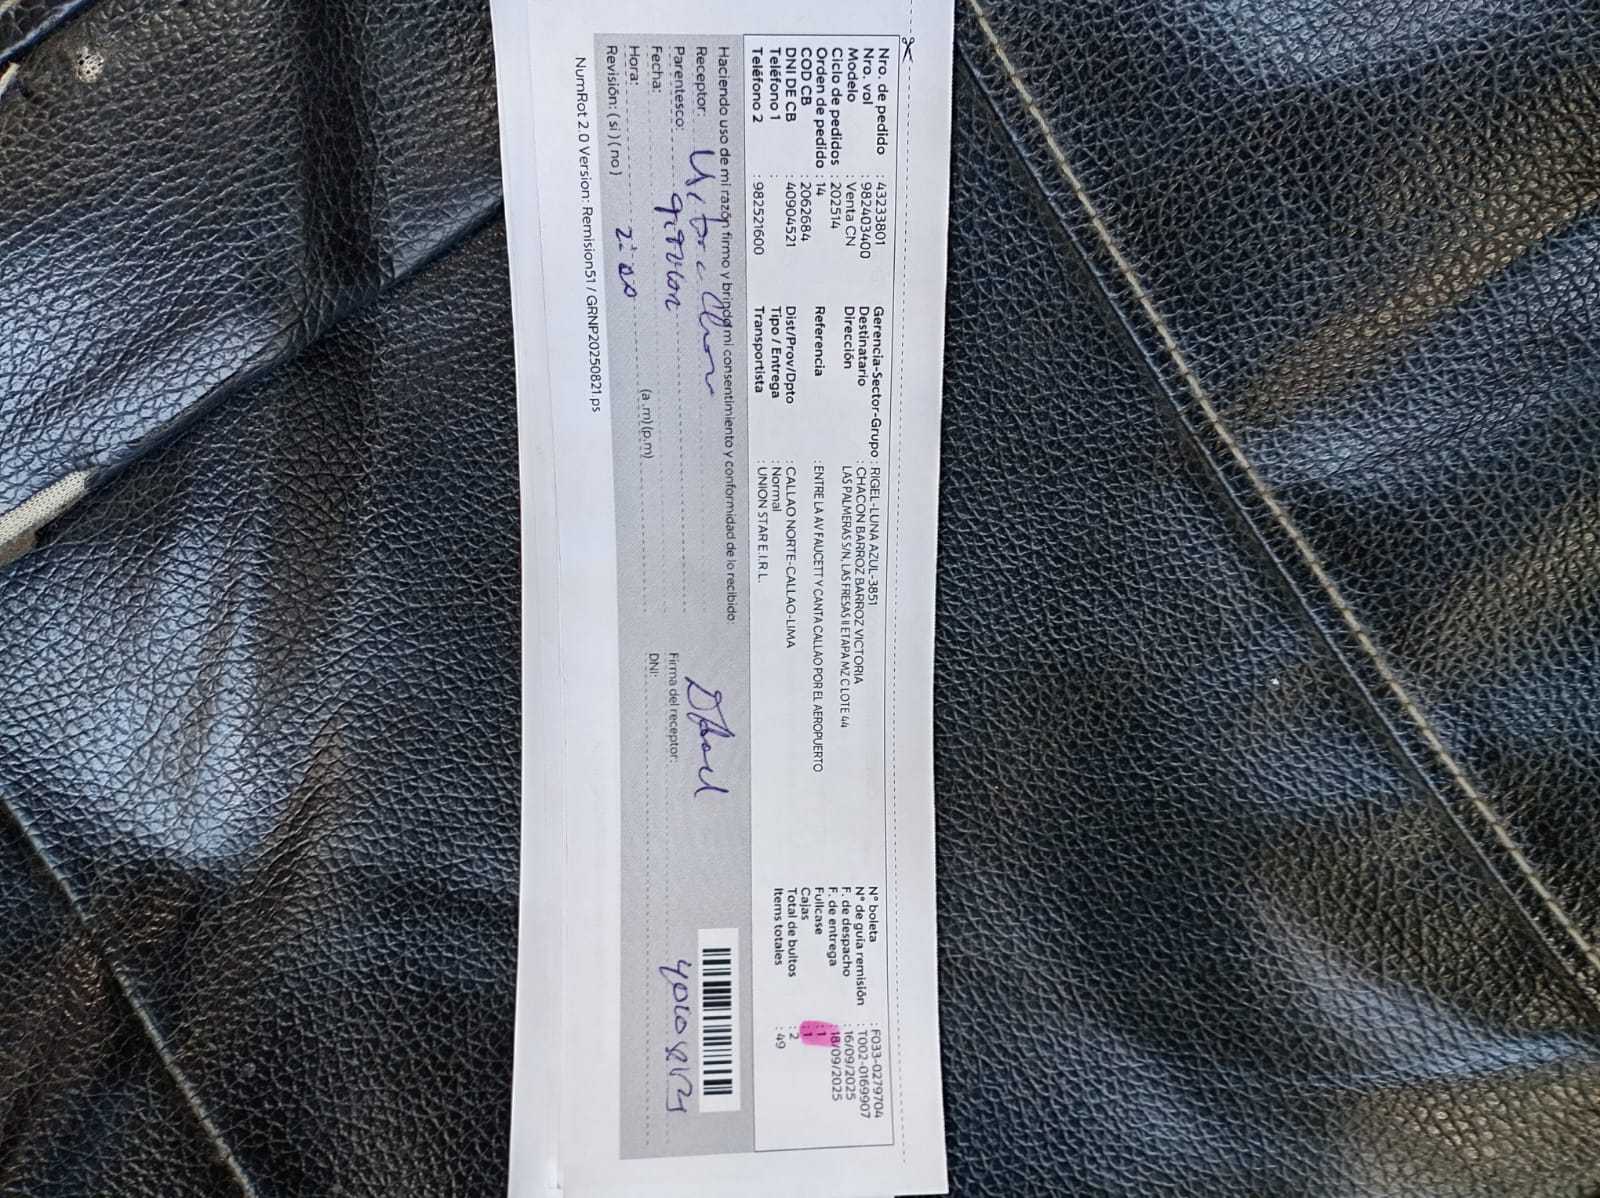 Nro. de pedido : 43233801
Nro. vol : 982403400
Modelo : Venta CN
Ciclo de pedidos : 202514
Orden de pedido : 14
COD CB : 2062684
DNI DE CB : 40904521
Teléfono 1 :
Teléfono 2 : 982521600
Gerencia-Sector-Grupo : RIGEL-LUNA AZUL-3851
Destinatario : CHACON BARROZ BARROZ VICTORIA
Dirección : LAS PALMERAS S/N, LAS FRESAS II ETAPA MZ C LOTE 44
Referencia : ENTRE LA AV FAUCETT Y CANTA CALLAO POR EL AEROPUERTO
Dist/Prov/Dpto : CALLAO NORTE-CALLAO-LIMA
Tipo / Entrega : Normal
Transportista : UNION STAR E.I.R.L.
N° boleta : F033-0279704
N° de guía remisión : T002-0169907
F. de despacho : 16/09/2025
F. de entrega : 18/09/2025
Fullcase : 1
Cajas : 1
Total de bultos : 2
Items totales : 49
Haciendo uso de mi razón firmo y brindo mi consentimiento y conformidad de lo recibido:
Receptor:
Parentesco:
Fecha:
Hora: (a.m)(p.m)
Revisión: (si) (no)
Firma del receptor:
DNI:
NumRot 2.0 Version: Remision51 / GRNP20250821.ps